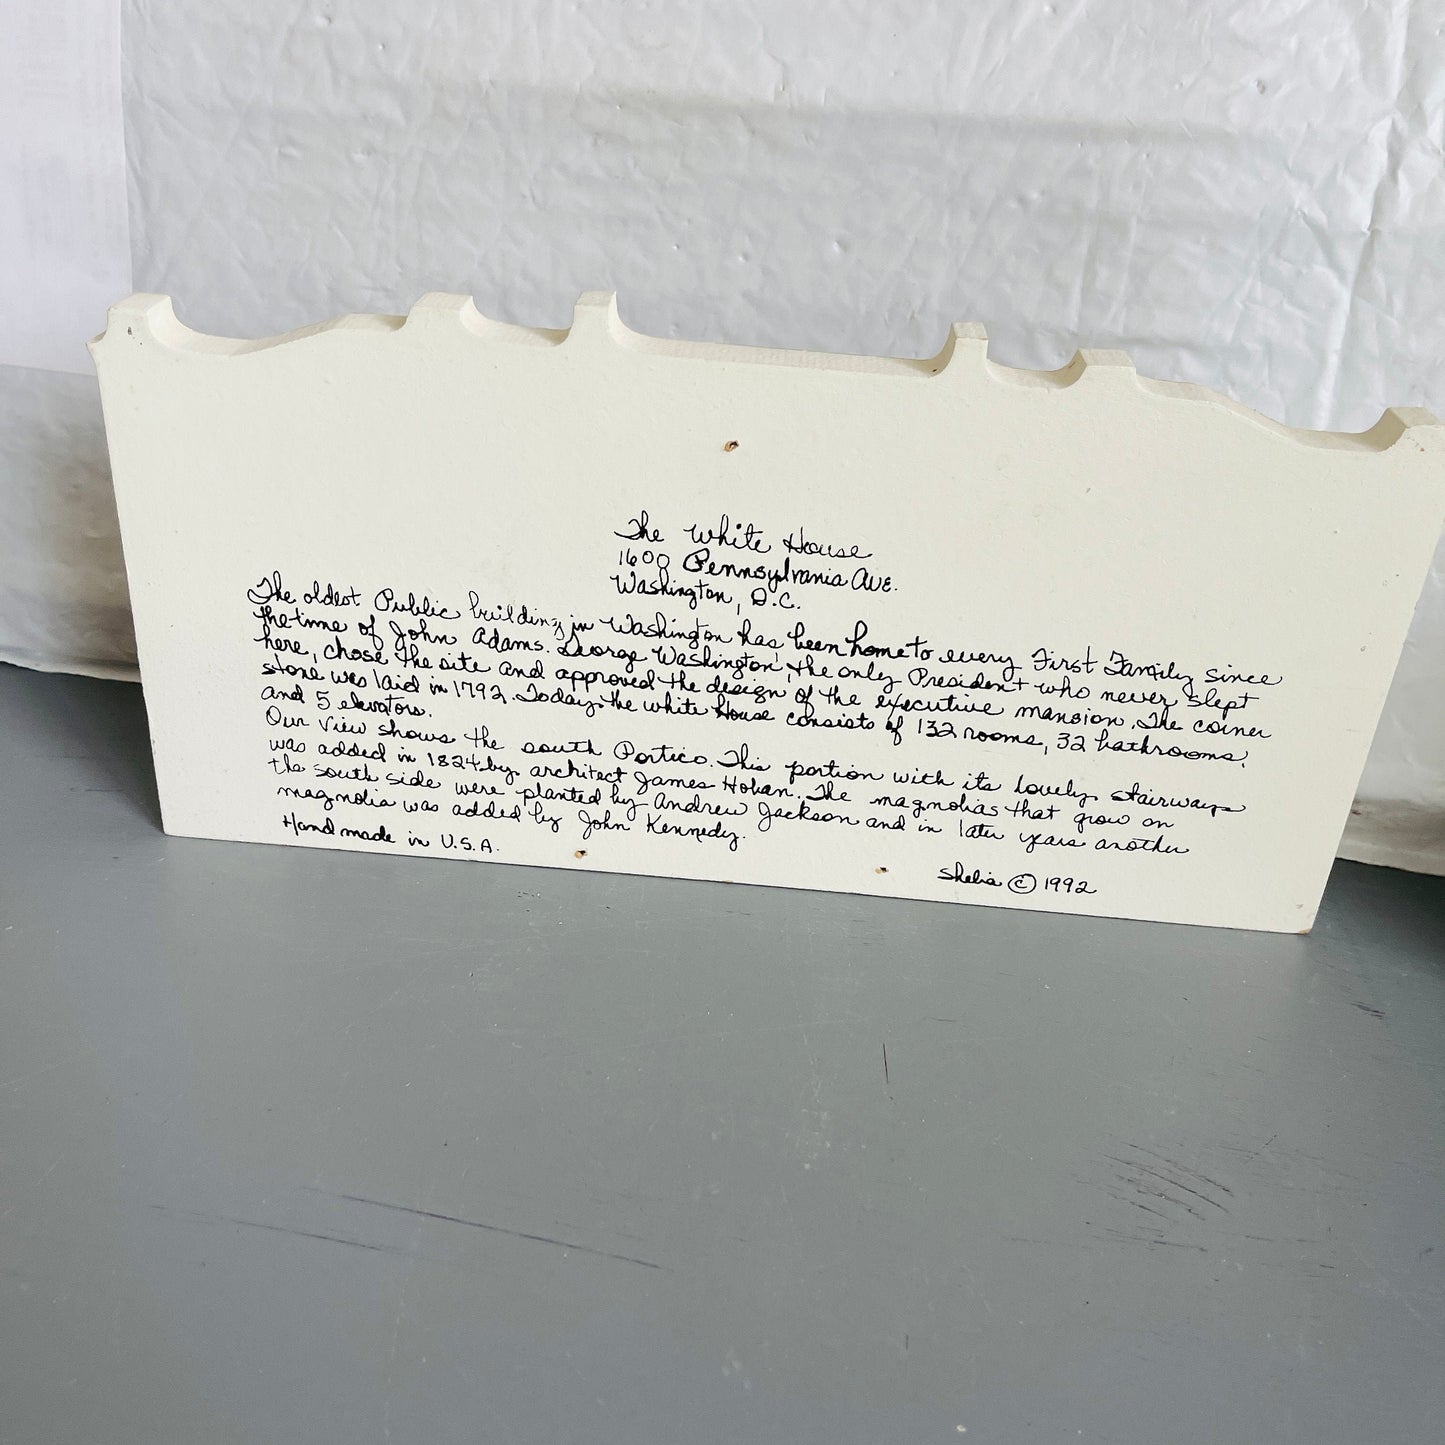 The White House
1600 Pennsylvania Ave.
Washington, D.C.
The oldest Public building in Washington has been home to every First Family since
the time of John Adams. George Washington, the only President who never slept
here, chose the site and approved the design of the executive mansion. The corner
stone was laid in 1792. Today the white House consists of 132 rooms, 32 bathrooms,
and 5 elevators.
Our view shows the south Portico. This portion with its lovely stairways
was added in 1824 by architect James Hoban. The magnolias that grow on
the south side were planted by Andrew Jackson and in later years another
magnolia was added by John Kennedy.
Hand made in U.S.A.
Shelia © 1992